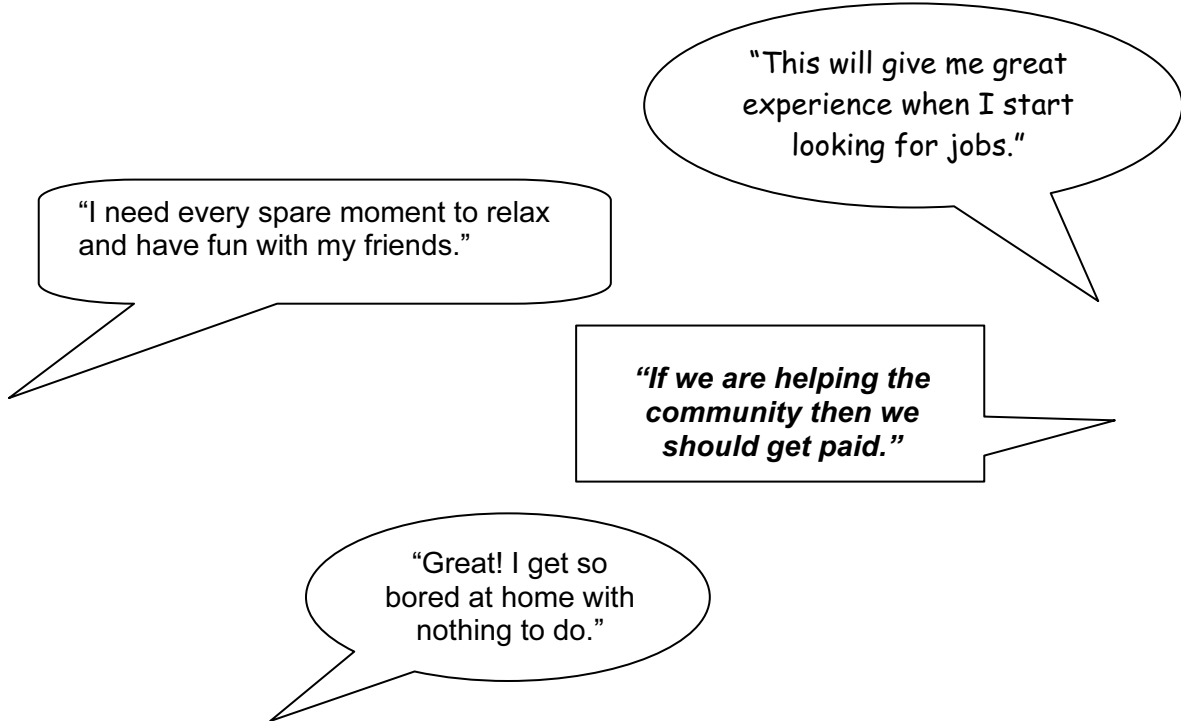 “This will give me great
experience when I start
looking for jobs.”
“I need every spare moment to relax
and have fun with my friends.”
“If we are helping the
community then we
should get paid.”
“Great! I get so
bored at home with
nothing to do.”